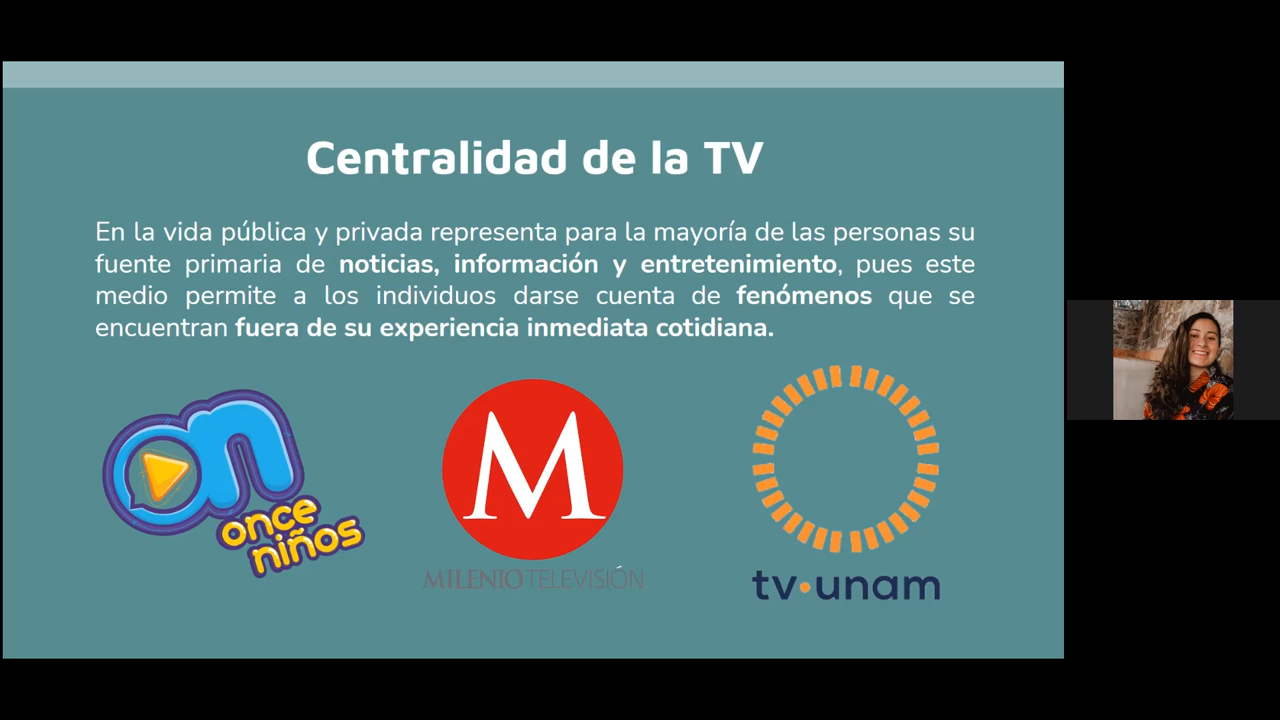 Centralidad de la TV
En la vida pública y privada representa para la mayoría de las personas su
fuente primaria de noticias, información y entretenimiento, pues este
medio permite a los individuos darse cuenta de fenómenos que se
encuentran fuera de su experiencia inmediata cotidiana.
on
once
niños
M
MILENIO TELEVISIÓN
tv·unam